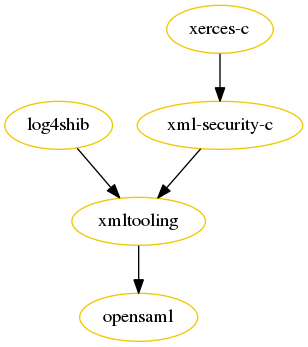 xerces-c
log4shib
xml-security-c
xmltooling
opensaml